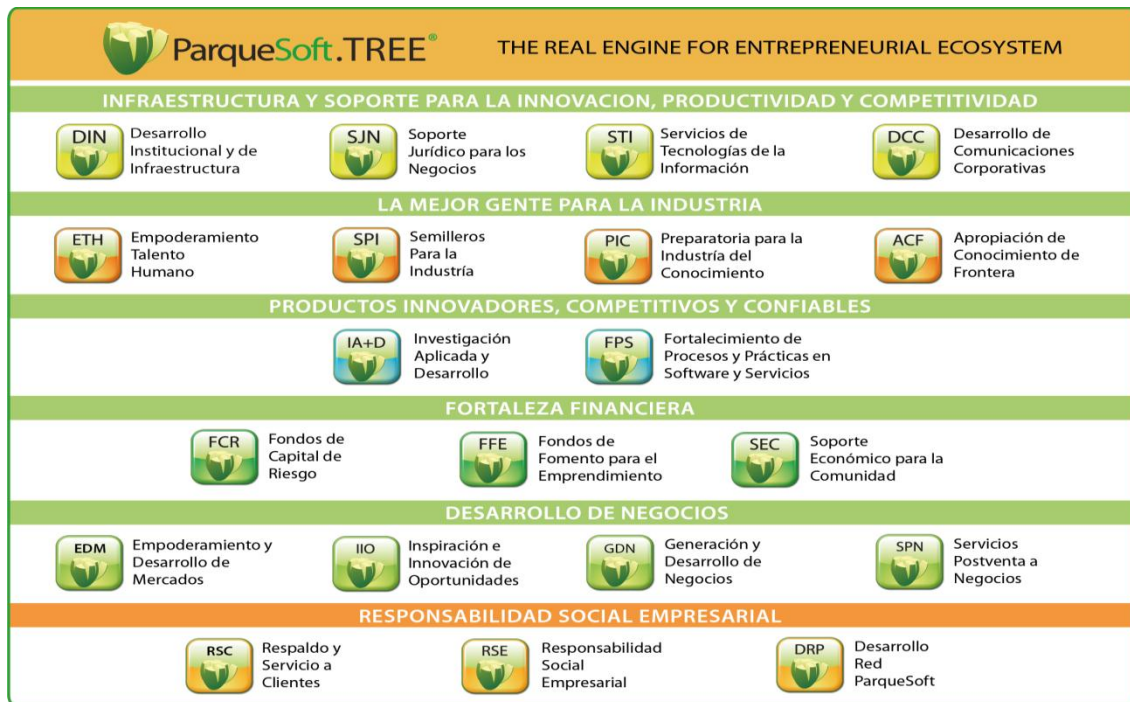 ParqueSoft.TREE®
THE REAL ENGINE FOR ENTREPRENEURIAL ECOSYSTEM
INFRAESTRUCTURA Y SOPORTE PARA LA INNOVACION, PRODUCTIVIDAD Y COMPETITIVIDAD
DIN
Desarrollo
Institucional y de
Infraestructura
SJN
Soporte
Jurídico para los
Negocios
STI
Servicios de
Tecnologías de la
Información
DCC
Desarrollo de
Comunicaciones
Corporativas
LA MEJOR GENTE PARA LA INDUSTRIA
ETH
Empoderamiento
Talento
Humano
SPI
Semilleros
Para la
Industría
PIC
Preparatoria para la
Industría del
Conocimiento
ACF
Apropiación de
Conocimiento de
Frontera
PRODUCTOS INNOVADORES, COMPETITIVOS Y CONFIABLES
IA+D
Investigación
Aplicada y
Desarrollo
FPS
Fortalecimiento de
Procesos y Prácticas en
Software y Servicios
FORTALEZA FINANCIERA
FCR
Fondos de
Capital de
Riesgo
FFE
Fondos de
Fomento para el
Emprendimiento
SEC
Soporte
Económico para la
Comunidad
DESARROLLO DE NEGOCIOS
EDM
Empoderamiento y
Desarrollo de
Mercados
IIO
Inspiración e
Innovación de
Oportunidades
GDN
Generación y
Desarrollo de
Negocios
SPN
Servicios
Postventa a
Negocios
RESPONSABILIDAD SOCIAL EMPRESARIAL
RSC
Respaldo y
Servicio a
Clientes
RSE
Responsabilidad
Social
Empresarial
DRP
Desarrollo
Red
ParqueSoft